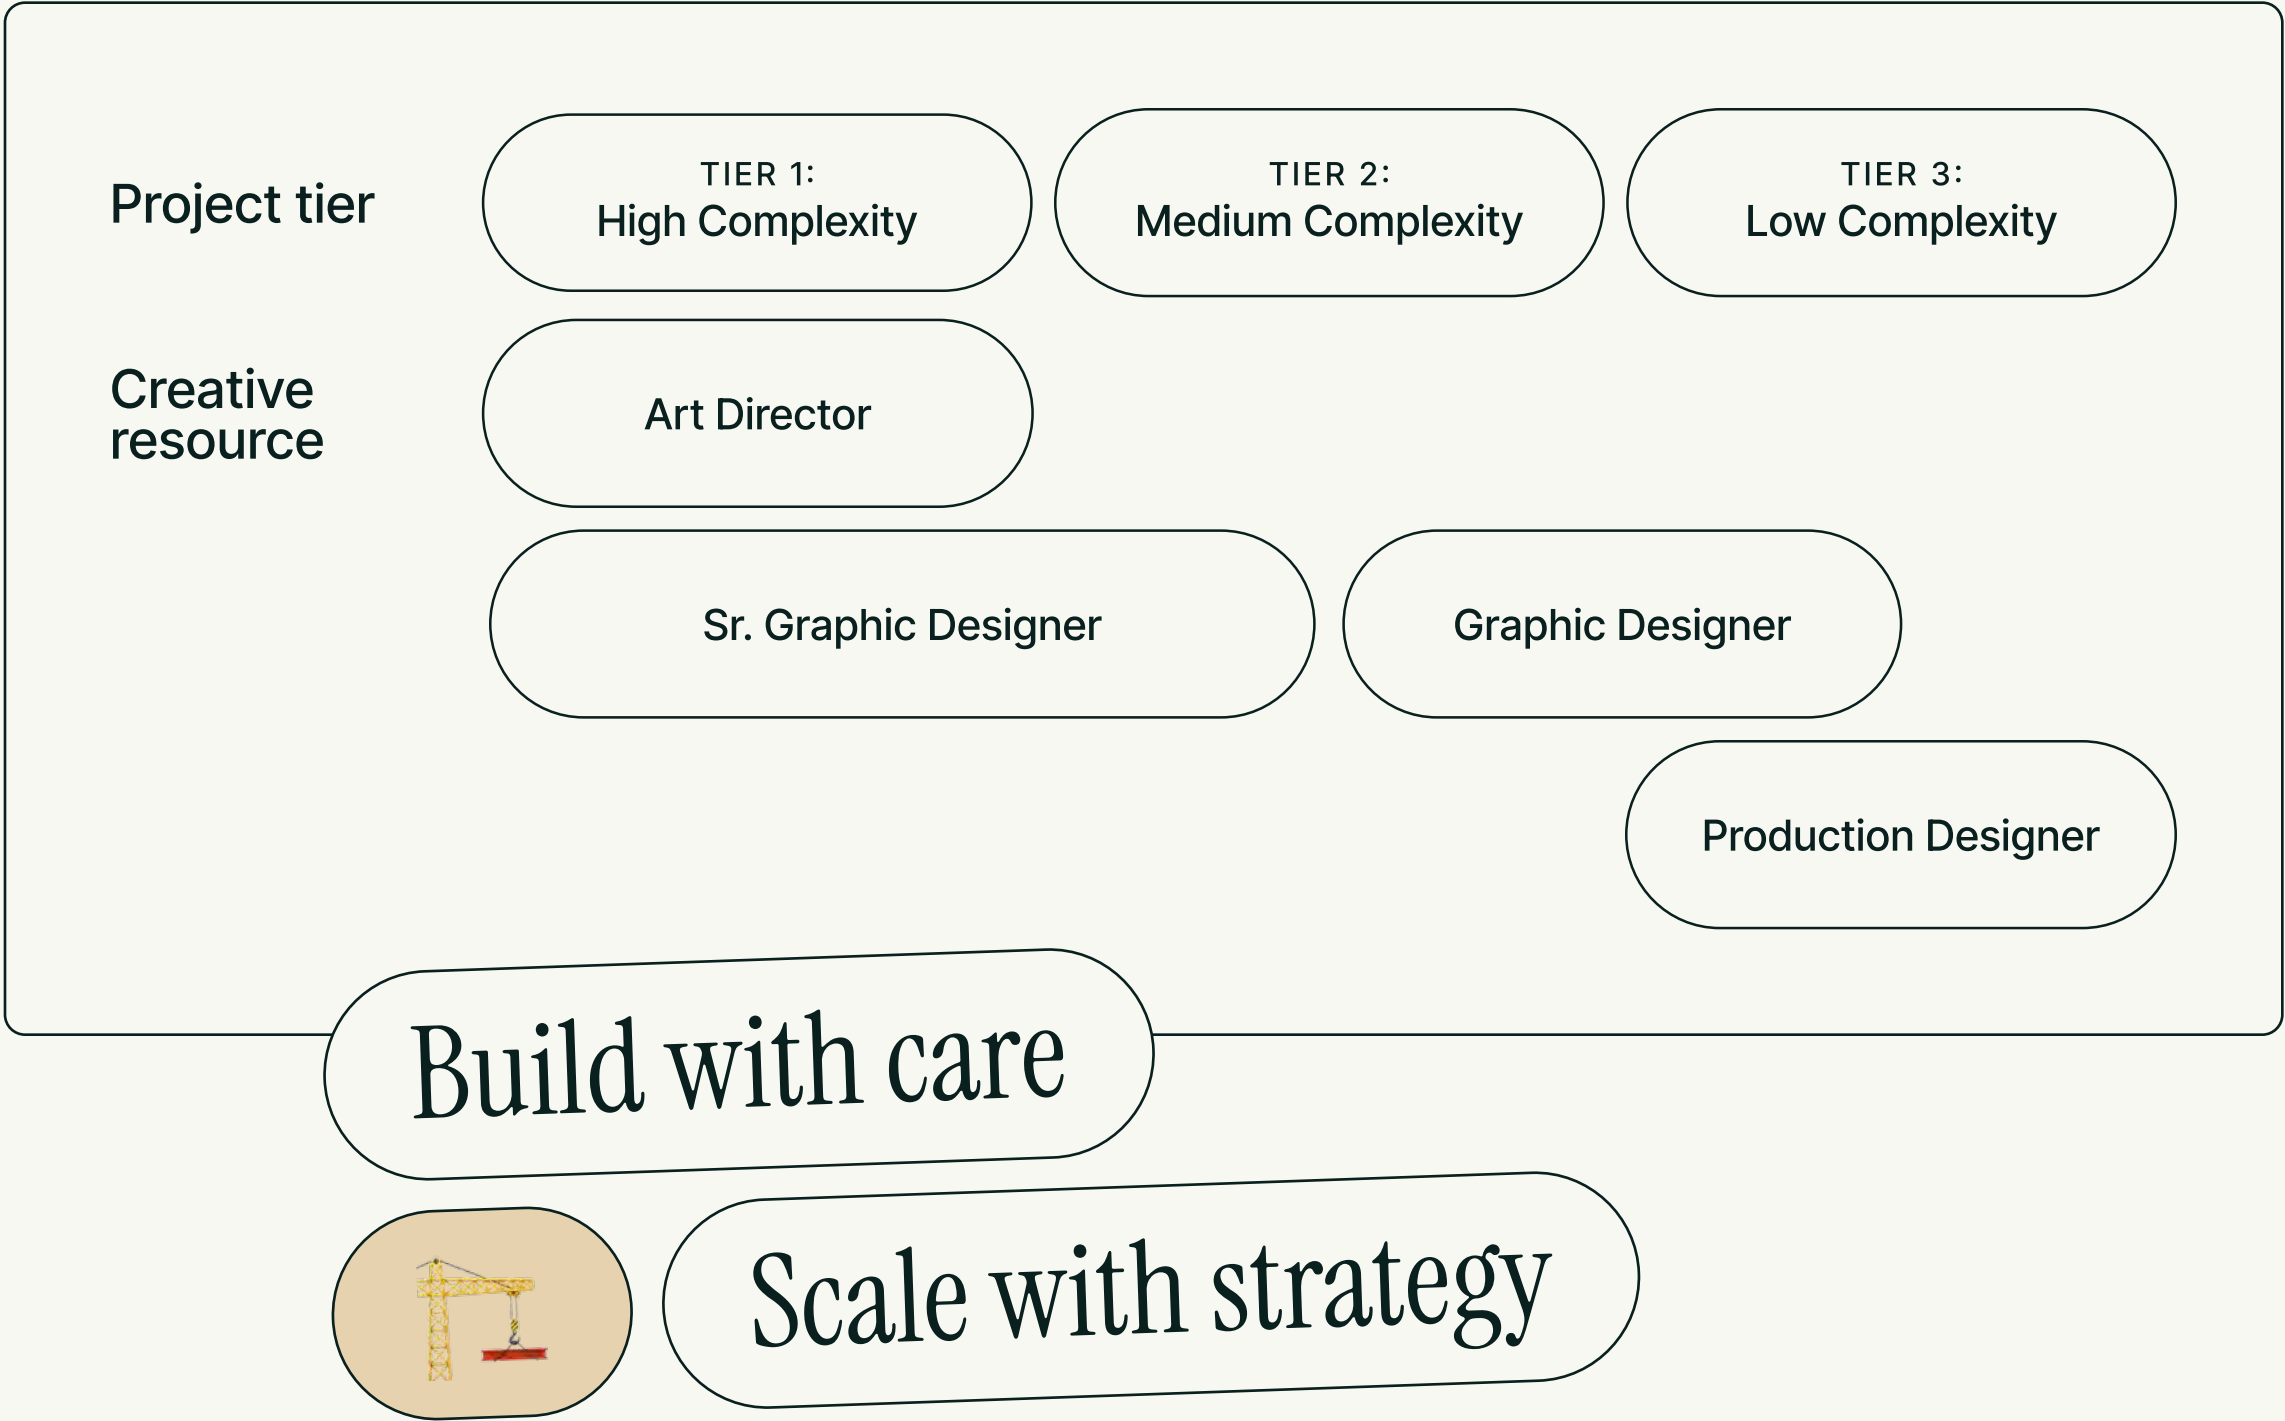 Project tier
TIER 1:
High Complexity
TIER 2:
Medium Complexity
TIER 3:
Low Complexity
Creative
resource
Art Director
Sr. Graphic Designer
Graphic Designer
Production Designer
Build with care
Scale with strategy